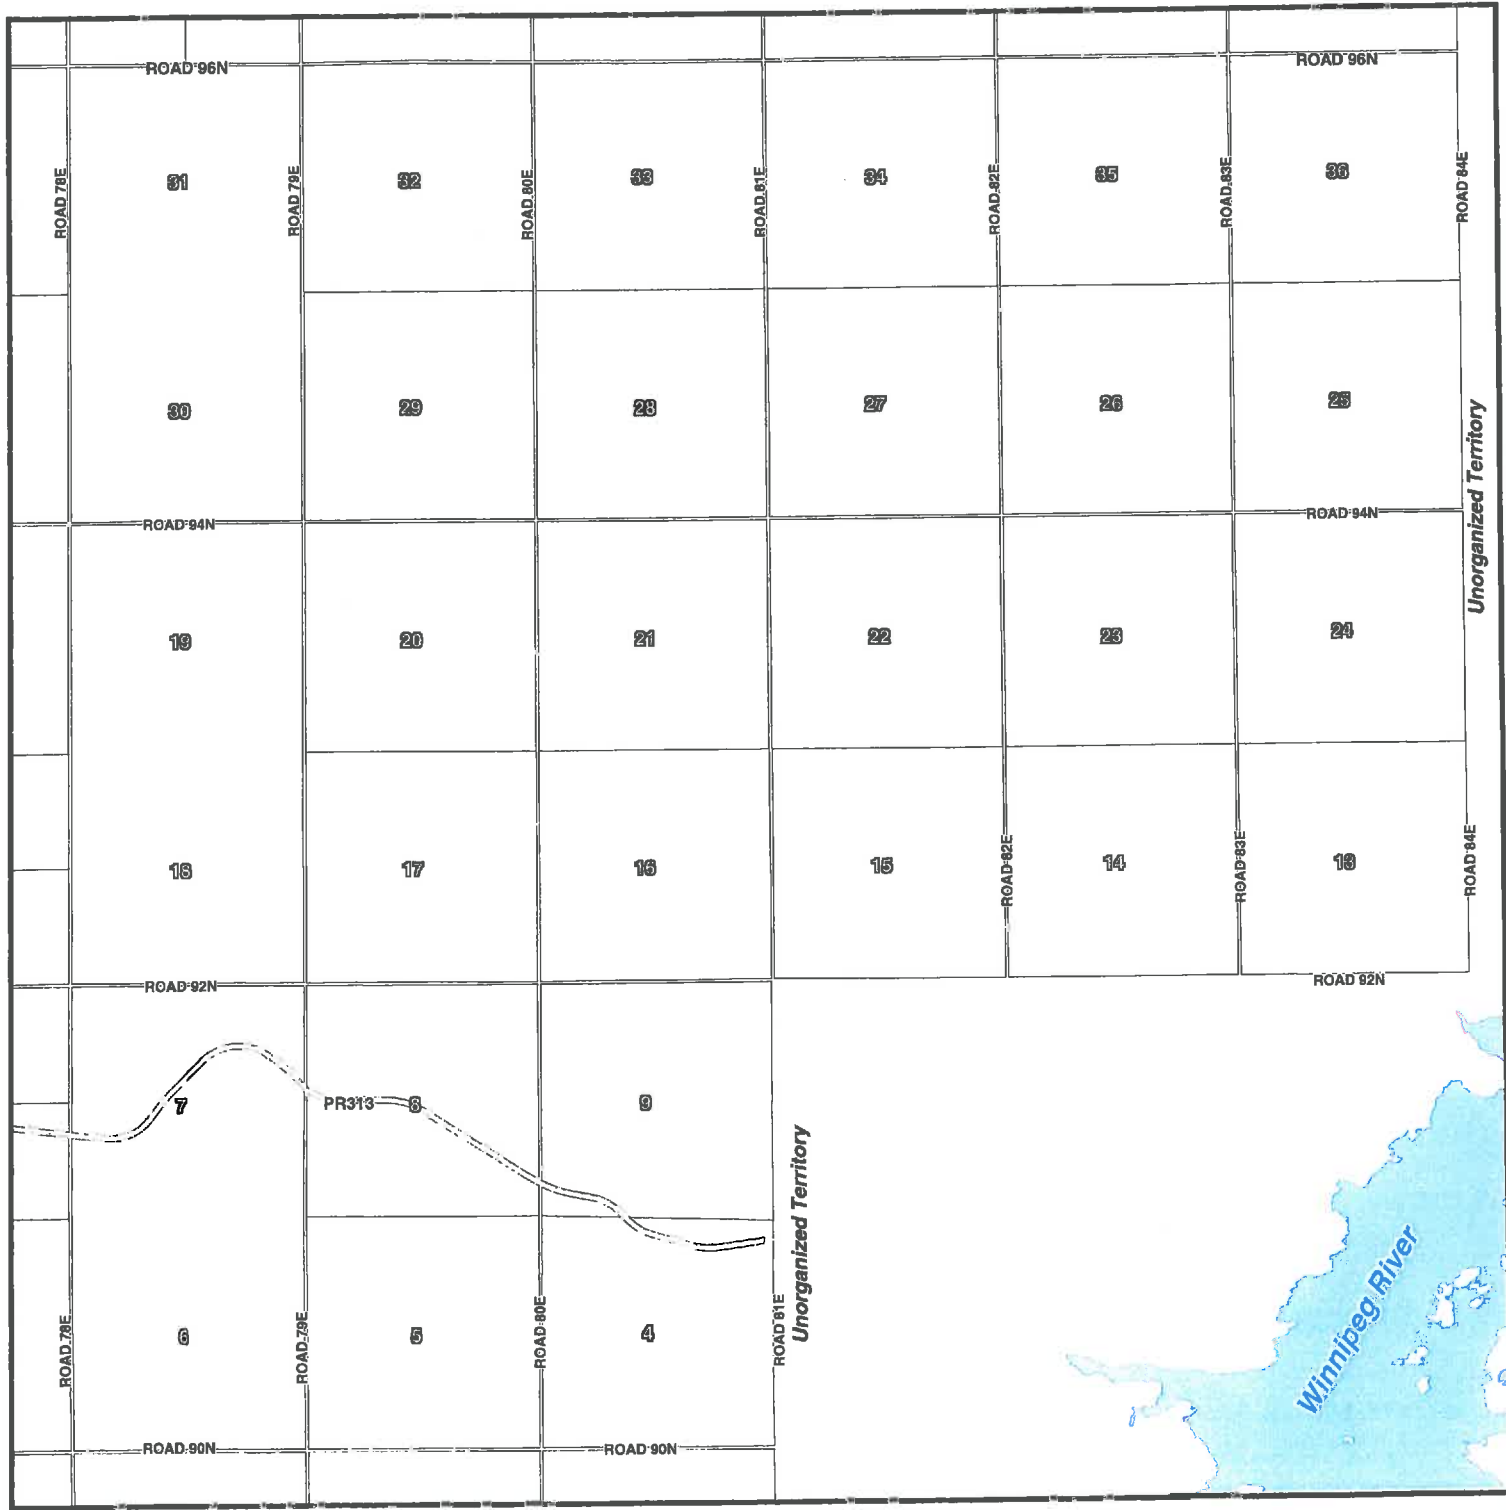 ROAD 96N
ROAD 96N
ROAD 78E
31
ROAD 79E
32
ROAD 80E
33
ROAD 81E
34
ROAD 82E
35
ROAD 83E
36
ROAD 84E
30
29
28
27
26
25
Unorganized Territory
ROAD 94N
ROAD 94N
19
20
21
22
23
24
18
17
16
15
ROAD 82E
14
ROAD 83E
13
ROAD 84E
ROAD 92N
ROAD 92N
7
PR313
8
9
Unorganized Territory
ROAD 78E
6
ROAD 79E
5
ROAD 80E
4
ROAD 81E
Winnipeg River
ROAD 90N
ROAD 90N